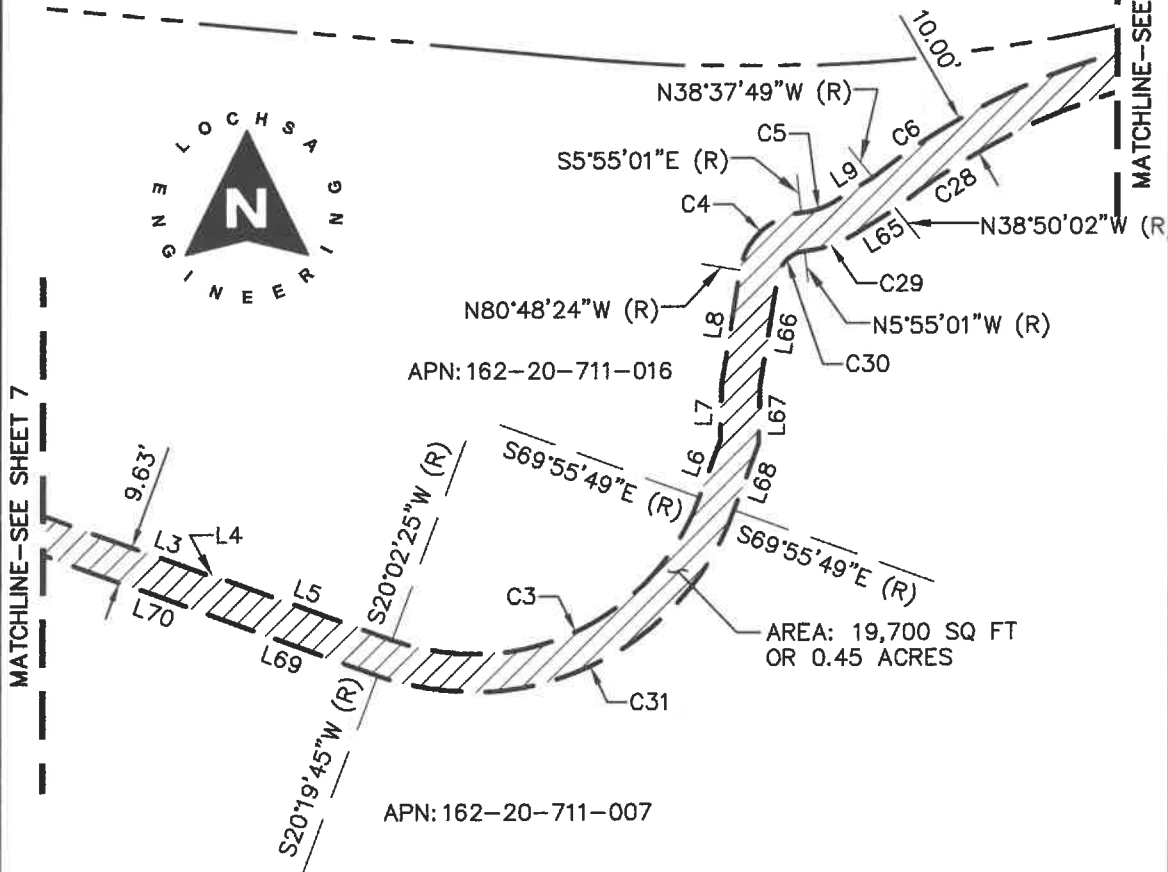 10.00'
MATCHLINE-SEE
N38°37'49"W (R)
C5
C6
S5°55'01"E (R)
L9
C28
C4
L65
N38°50'02"W (R
C29
N80°48'24"W (R)
N5°55'01"W (R)
L8
L66
C30
LOCHSA
ENGINEERING
N
APN: 162-20-711-016
L7
L67
MATCHLINE-SEE SHEET 7
9.63'
S20°02'25"W (R)
S69°55'49"E (R)
L6
L68
S69°55'49"E (R)
L3
L4
L5
C3
L70
L69
AREA: 19,700 SQ FT
OR 0.45 ACRES
C31
S20°19'45"W (R)
APN: 162-20-711-007